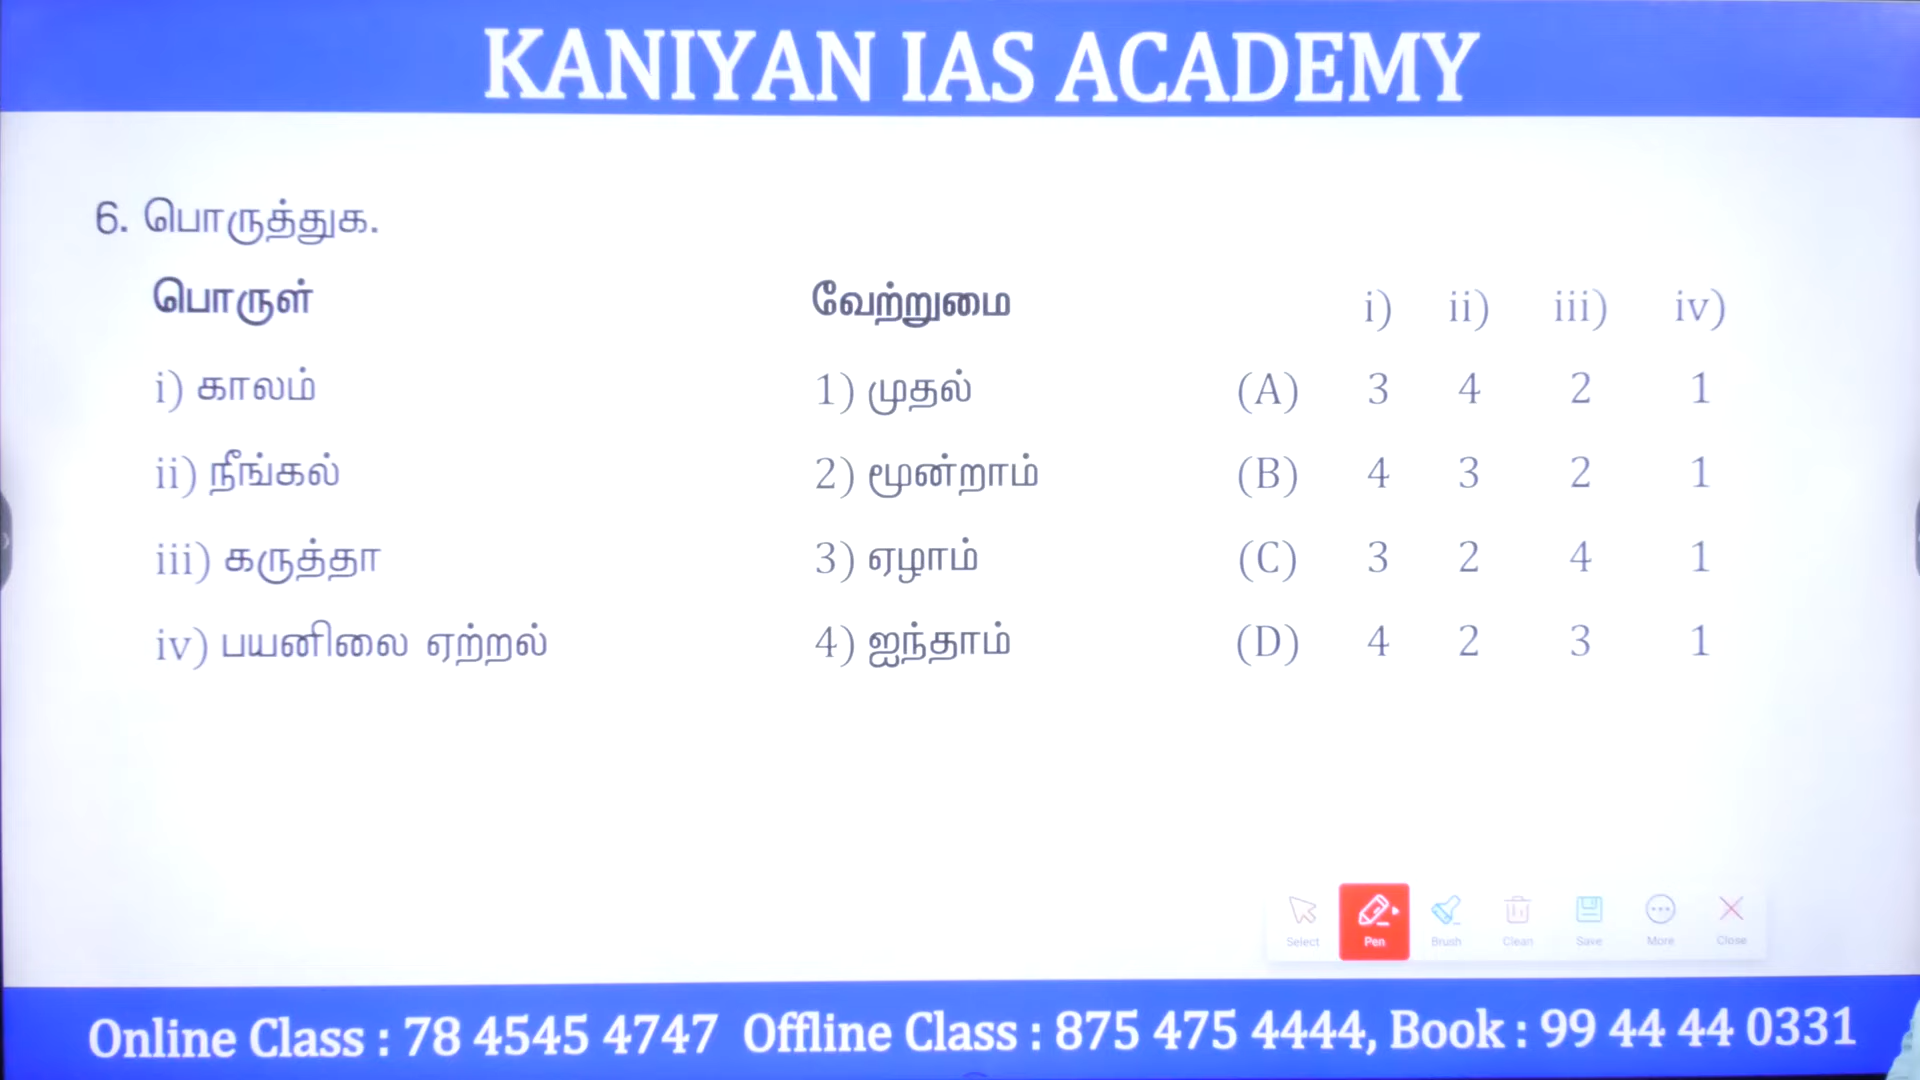 KANIYAN IAS ACADEMY
6. பொருத்துக.
பொருள் வேற்றுமை i) ii) iii) iv)
i) காலம் 1) முதல் (A) 3 4 2 1
ii) நீங்கல் 2) மூன்றாம் (B) 4 3 2 1
iii) கருத்தா 3) ஏழாம் (C) 3 2 4 1
iv) பயனிலை ஏற்றல் 4) ஐந்தாம் (D) 4 2 3 1
Select Pen Brush Clean Save More Close
Online Class : 78 4545 4747 Offline Class : 875 475 4444, Book : 99 44 44 0331